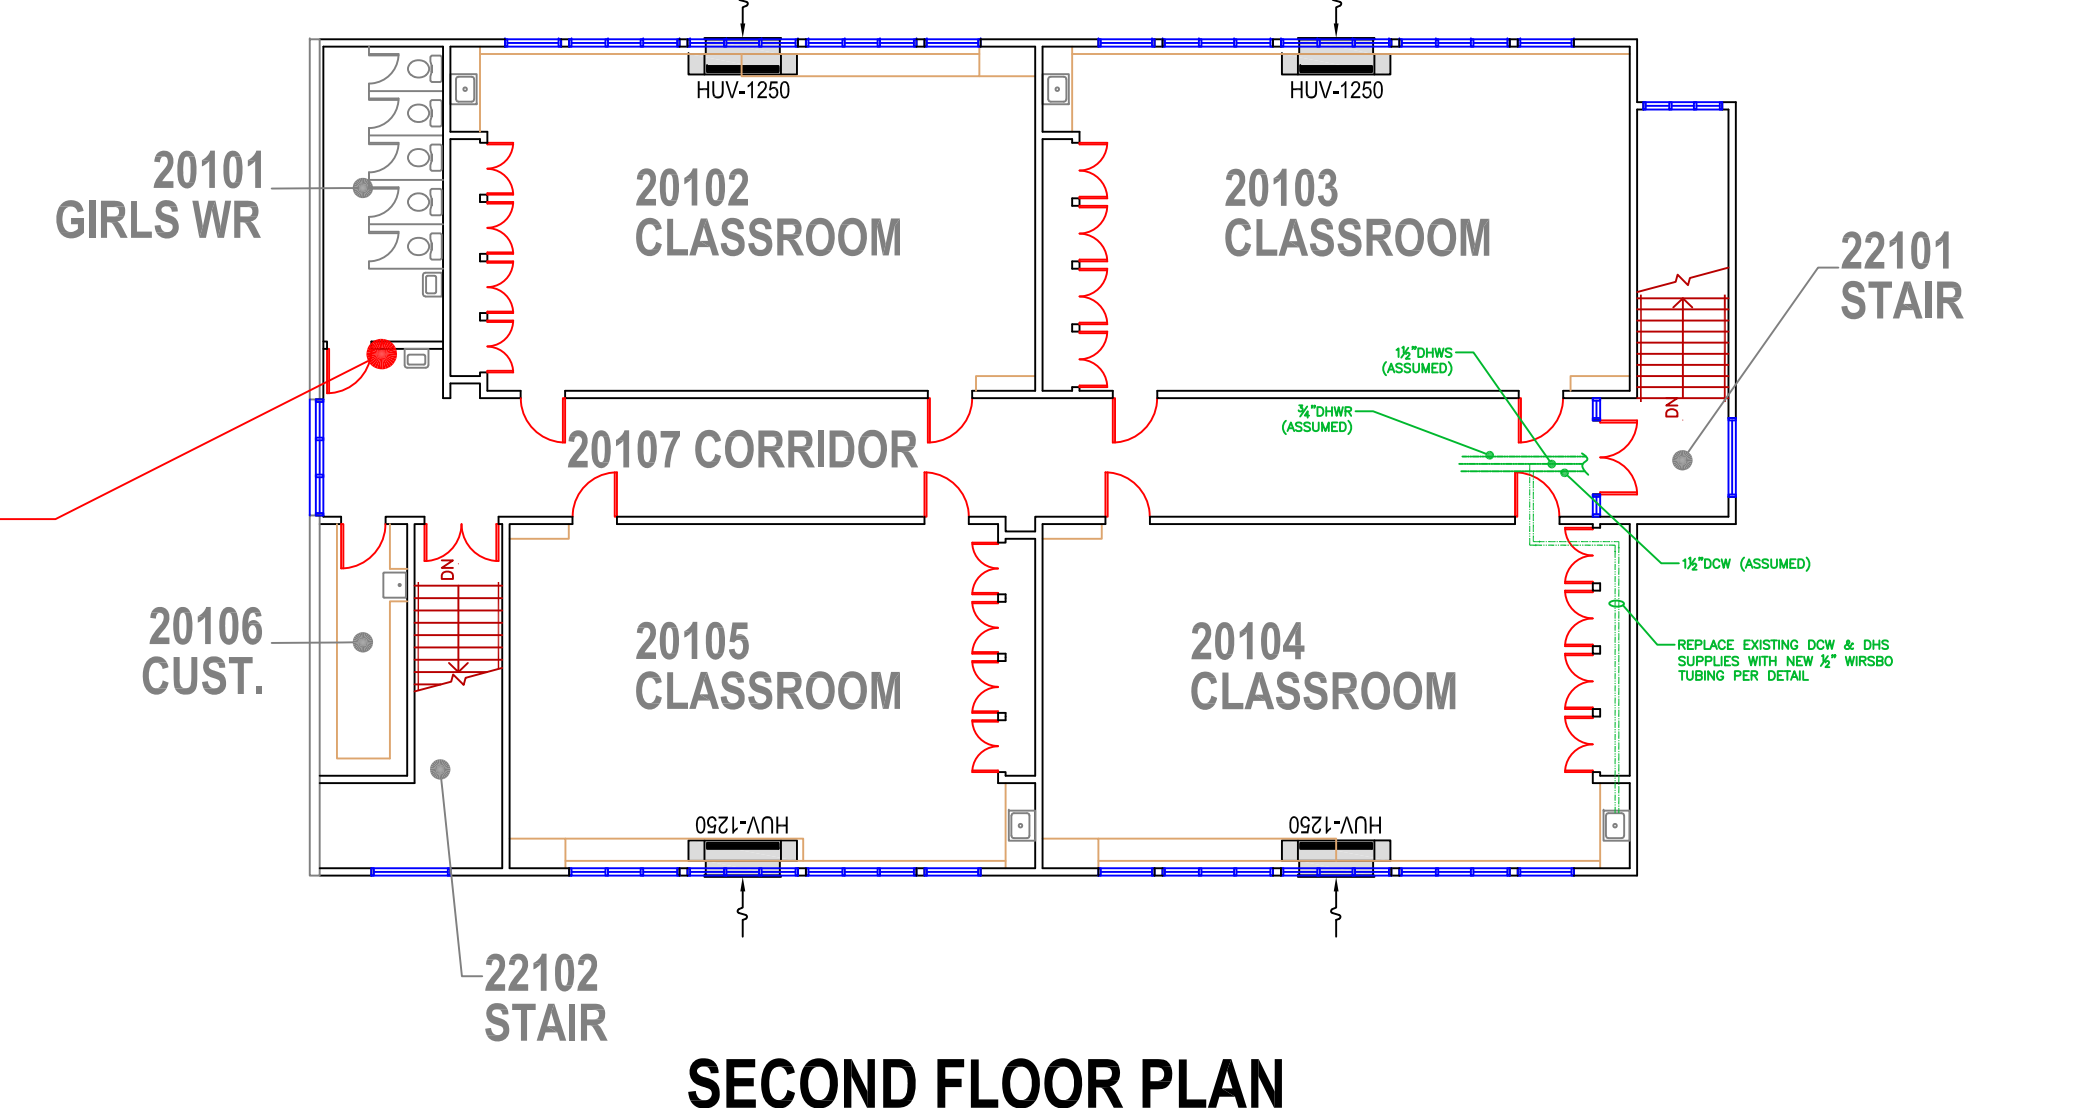 HUV-1250
HUV-1250
20101
GIRLS WR
20102
CLASSROOM
20103
CLASSROOM
22101
STAIR
1½"DHWS
(ASSUMED)
¾"DHWR
(ASSUMED)
DN
20107 CORRIDOR
DN
1½"DCW (ASSUMED)
20106
CUST.
20105
CLASSROOM
20104
CLASSROOM
REPLACE EXISTING DCW & DHS
SUPPLIES WITH NEW ½" WIRSBO
TUBING PER DETAIL
HUV-1250
HUV-1250
22102
STAIR
SECOND FLOOR PLAN